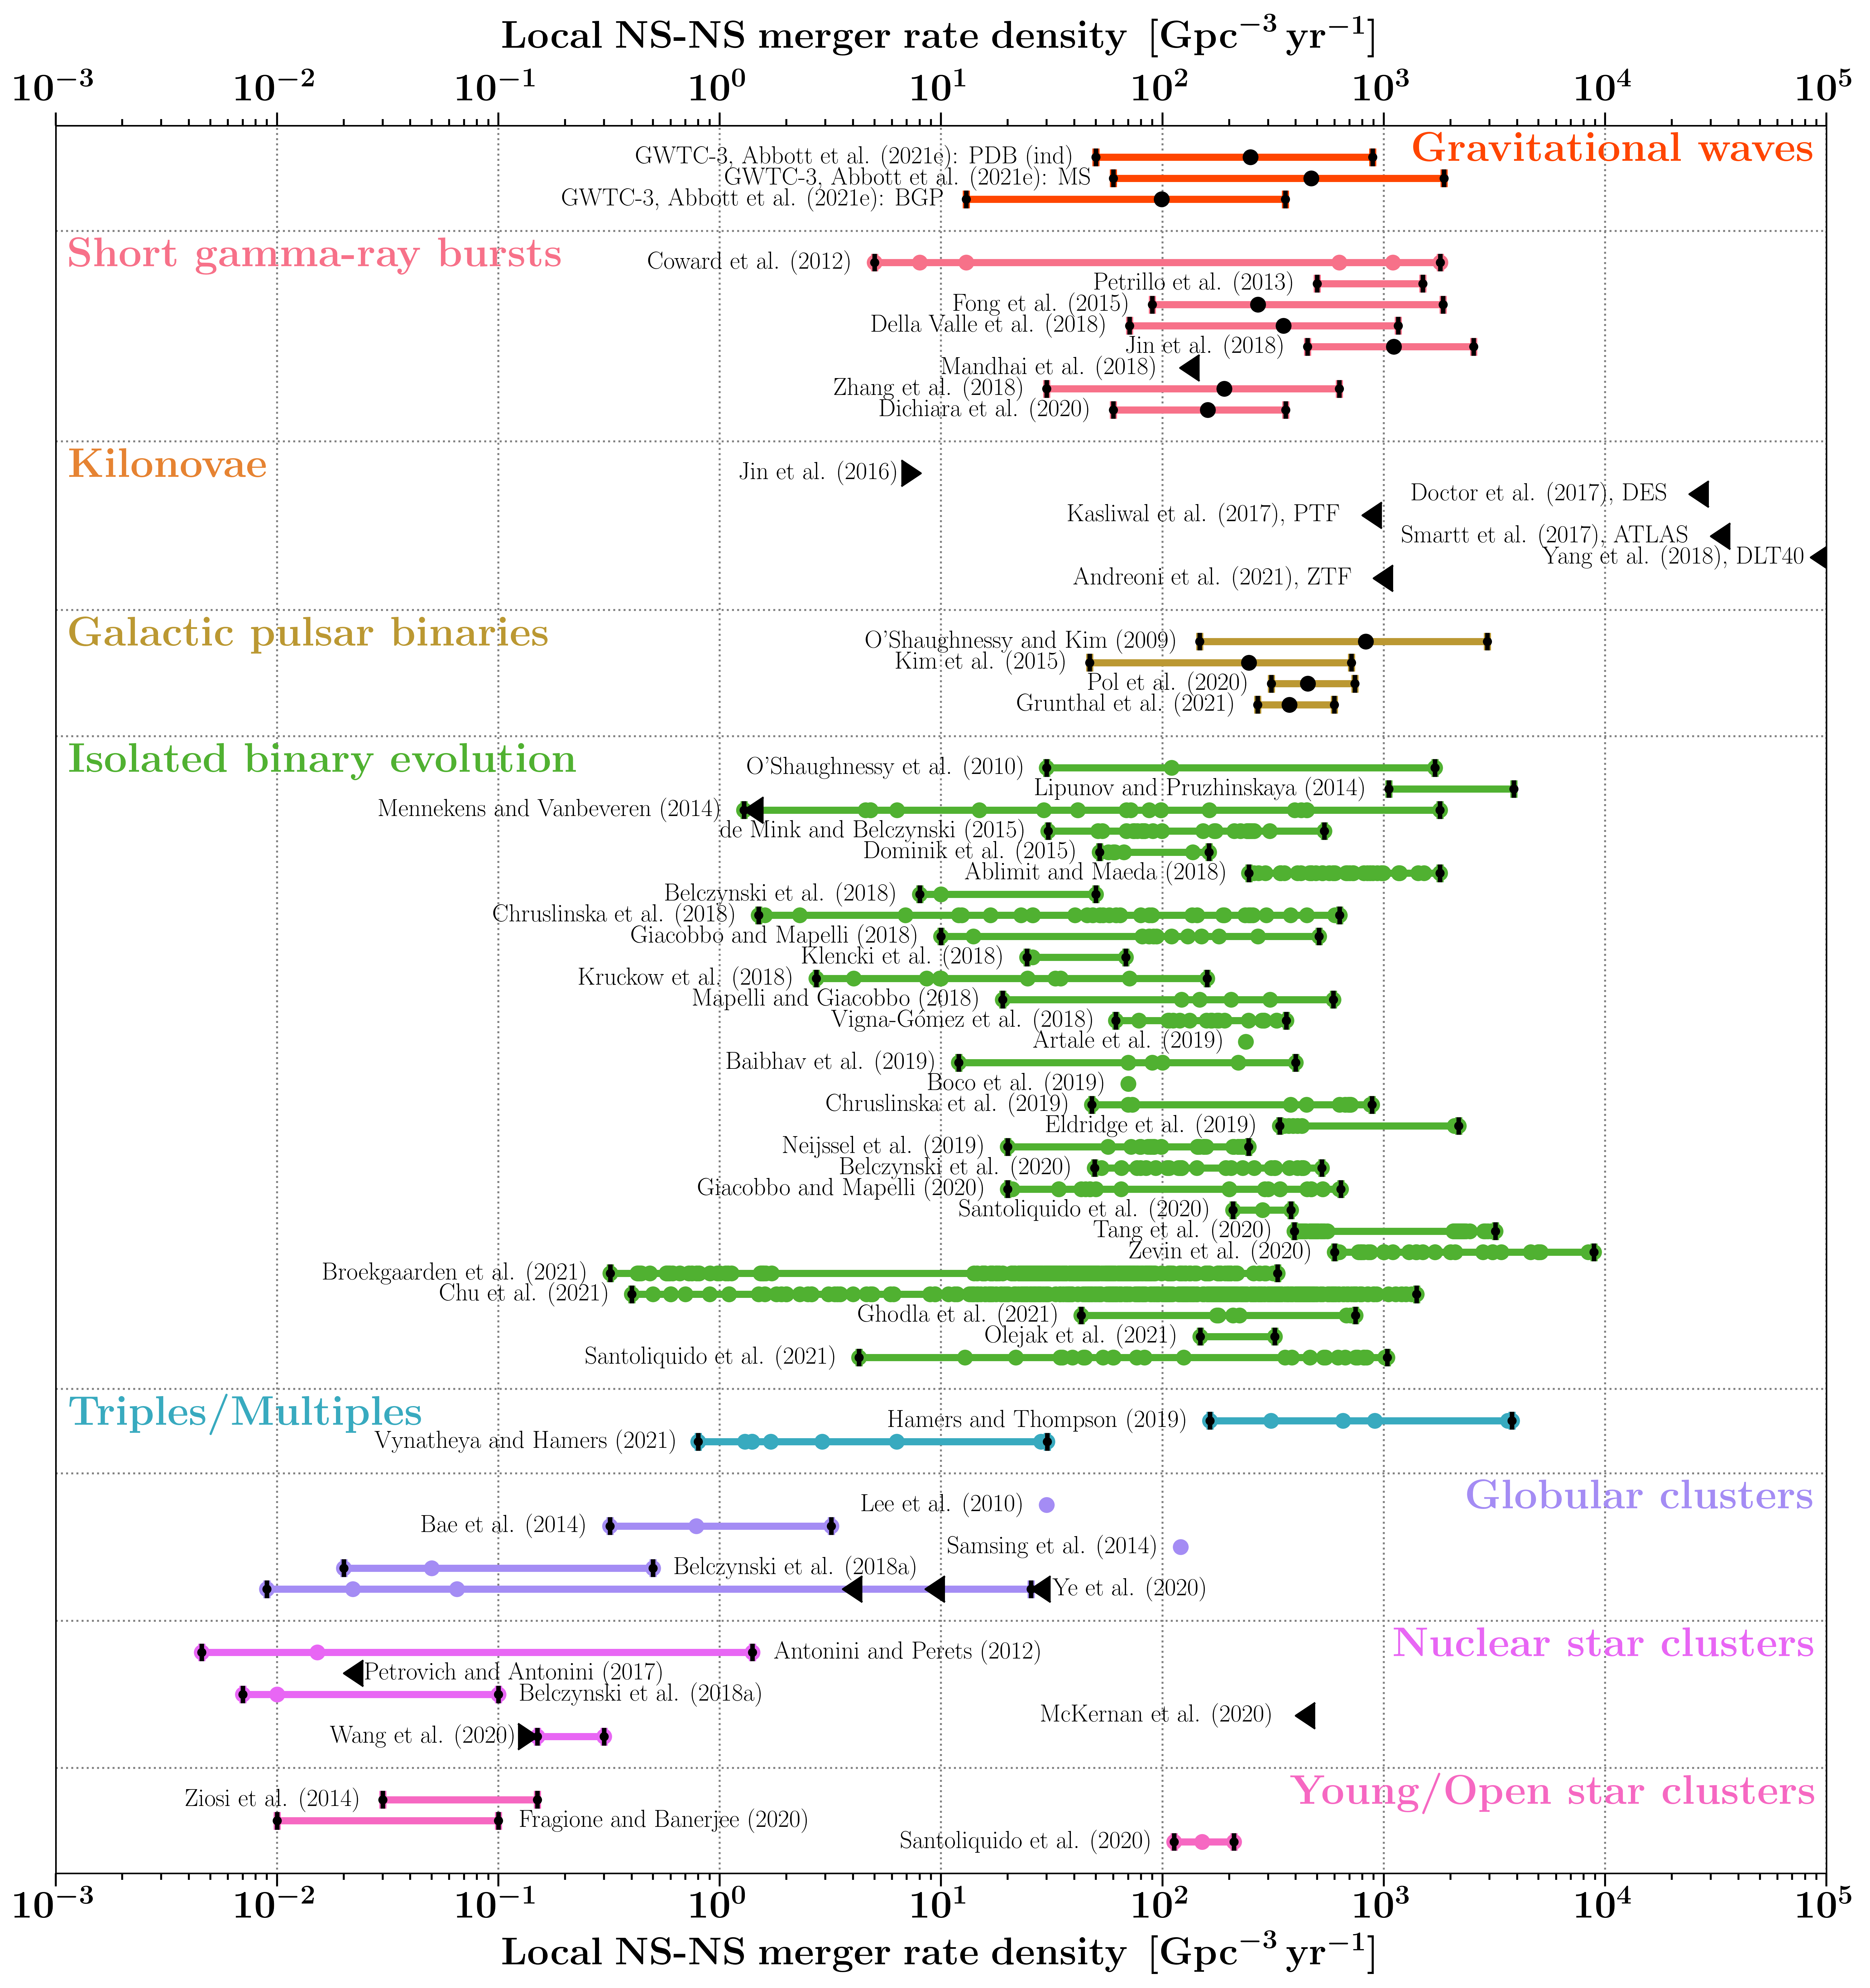 Local NS-NS merger rate density [Gpc⁻³ yr⁻¹]
10⁻³ 10⁻² 10⁻¹ 10⁰ 10¹ 10² 10³ 10⁴ 10⁵
Gravitational waves
GWTC-3, Abbott et al. (2021e): PDB (ind)
GWTC-3, Abbott et al. (2021e): MS
GWTC-3, Abbott et al. (2021e): BGP
Short gamma-ray bursts
Coward et al. (2012)
Petrillo et al. (2013)
Fong et al. (2015)
Della Valle et al. (2018)
Jin et al. (2018)
Mandhai et al. (2018)
Zhang et al. (2018)
Dichiara et al. (2020)
Kilonovae
Jin et al. (2016)
Doctor et al. (2017), DES
Kasliwal et al. (2017), PTF
Smartt et al. (2017), ATLAS
Yang et al. (2018), DLT40
Andreoni et al. (2021), ZTF
Galactic pulsar binaries
O'Shaughnessy and Kim (2009)
Kim et al. (2015)
Pol et al. (2020)
Grunthal et al. (2021)
Isolated binary evolution
O'Shaughnessy et al. (2010)
Lipunov and Pruzhinskaya (2014)
Mennekens and Vanbeveren (2014)
de Mink and Belczynski (2015)
Dominik et al. (2015)
Ablimit and Maeda (2018)
Belczynski et al. (2018)
Chruslinska et al. (2018)
Giacobbo and Mapelli (2018)
Klencki et al. (2018)
Kruckow et al. (2018)
Mapelli and Giacobbo (2018)
Vigna-Gómez et al. (2018)
Artale et al. (2019)
Baibhav et al. (2019)
Boco et al. (2019)
Chruslinska et al. (2019)
Eldridge et al. (2019)
Neijssel et al. (2019)
Belczynski et al. (2020)
Giacobbo and Mapelli (2020)
Santoliquido et al. (2020)
Tang et al. (2020)
Zevin et al. (2020)
Broekgaarden et al. (2021)
Chu et al. (2021)
Ghodla et al. (2021)
Olejak et al. (2021)
Santoliquido et al. (2021)
Triples/Multiples
Hamers and Thompson (2019)
Vynatheya and Hamers (2021)
Globular clusters
Lee et al. (2010)
Bae et al. (2014)
Samsing et al. (2014)
Belczynski et al. (2018a)
Ye et al. (2020)
Nuclear star clusters
Antonini and Perets (2012)
Petrovich and Antonini (2017)
Belczynski et al. (2018a)
McKernan et al. (2020)
Wang et al. (2020)
Young/Open star clusters
Ziosi et al. (2014)
Fragione and Banerjee (2020)
Santoliquido et al. (2020)
10⁻³ 10⁻² 10⁻¹ 10⁰ 10¹ 10² 10³ 10⁴ 10⁵
Local NS-NS merger rate density [Gpc⁻³ yr⁻¹]